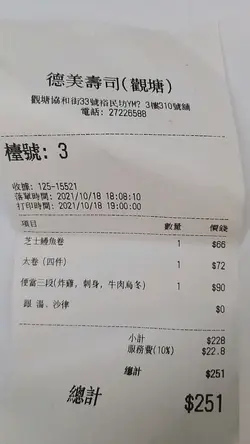 德美壽司(觀塘)
觀塘協和街33號裕民坊YM² 3樓310號舖
電話: 27226588
檯號: 3
收據: 125-15521
落單時間: 2021/10/18 18:08:10
打印時間: 2021/10/18 19:00:00
項目 數量 價錢
芝士鰻魚卷 1 $66
太卷 (四件) 1 $72
便當三段(炸雞, 刺身, 牛肉烏冬) 1 $90
跟 湯、沙律 $0
小計 $228
服務費(10%) $22.8
總計 $251
總計 $251